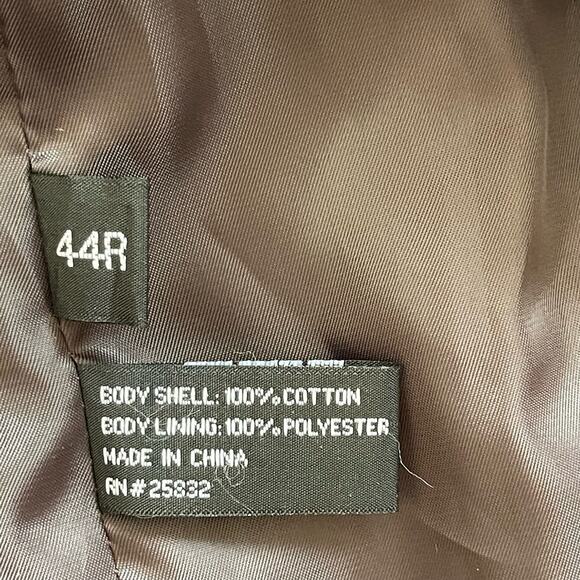 44R
BODY SHELL: 100% COTTON
BODY LINING: 100% POLYESTER
MADE IN CHINA
RN# 25832